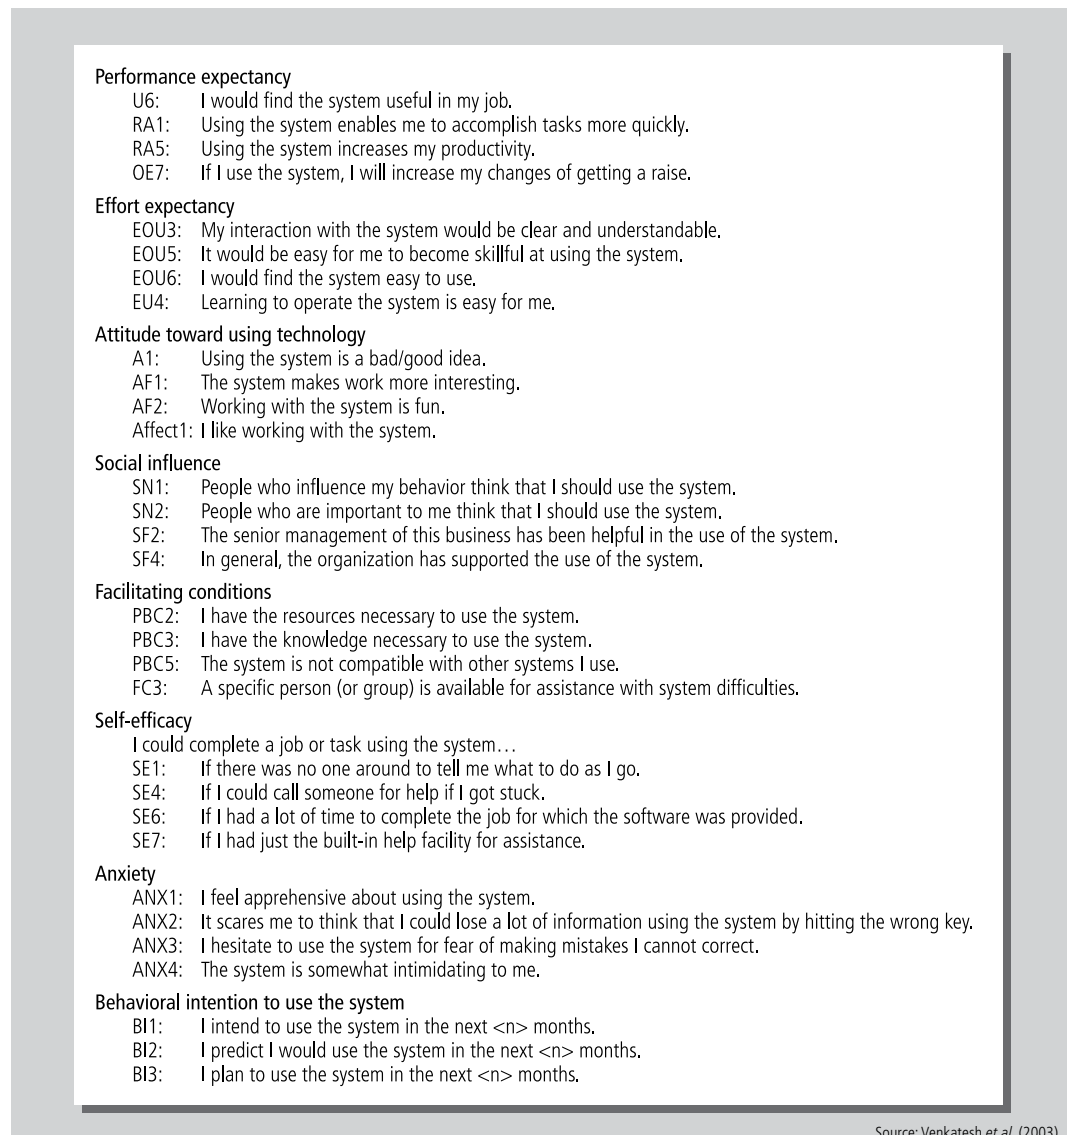 Performance expectancy
U6: I would find the system useful in my job.
RA1: Using the system enables me to accomplish tasks more quickly.
RA5: Using the system increases my productivity.
OE7: If I use the system, I will increase my changes of getting a raise.
Effort expectancy
EOU3: My interaction with the system would be clear and understandable.
EOU5: It would be easy for me to become skillful at using the system.
EOU6: I would find the system easy to use.
EU4: Learning to operate the system is easy for me.
Attitude toward using technology
A1: Using the system is a bad/good idea.
AF1: The system makes work more interesting.
AF2: Working with the system is fun.
Affect1: I like working with the system.
Social influence
SN1: People who influence my behavior think that I should use the system.
SN2: People who are important to me think that I should use the system.
SF2: The senior management of this business has been helpful in the use of the system.
SF4: In general, the organization has supported the use of the system.
Facilitating conditions
PBC2: I have the resources necessary to use the system.
PBC3: I have the knowledge necessary to use the system.
PBC5: The system is not compatible with other systems I use.
FC3: A specific person (or group) is available for assistance with system difficulties.
Self-efficacy
I could complete a job or task using the system...
SE1: If there was no one around to tell me what to do as I go.
SE4: If I could call someone for help if I got stuck.
SE6: If I had a lot of time to complete the job for which the software was provided.
SE7: If I had just the built-in help facility for assistance.
Anxiety
ANX1: I feel apprehensive about using the system.
ANX2: It scares me to think that I could lose a lot of information using the system by hitting the wrong key.
ANX3: I hesitate to use the system for fear of making mistakes I cannot correct.
ANX4: The system is somewhat intimidating to me.
Behavioral intention to use the system
BI1: I intend to use the system in the next <n> months.
BI2: I predict I would use the system in the next <n> months.
BI3: I plan to use the system in the next <n> months.
Source: Venkatesh et al. (2003)